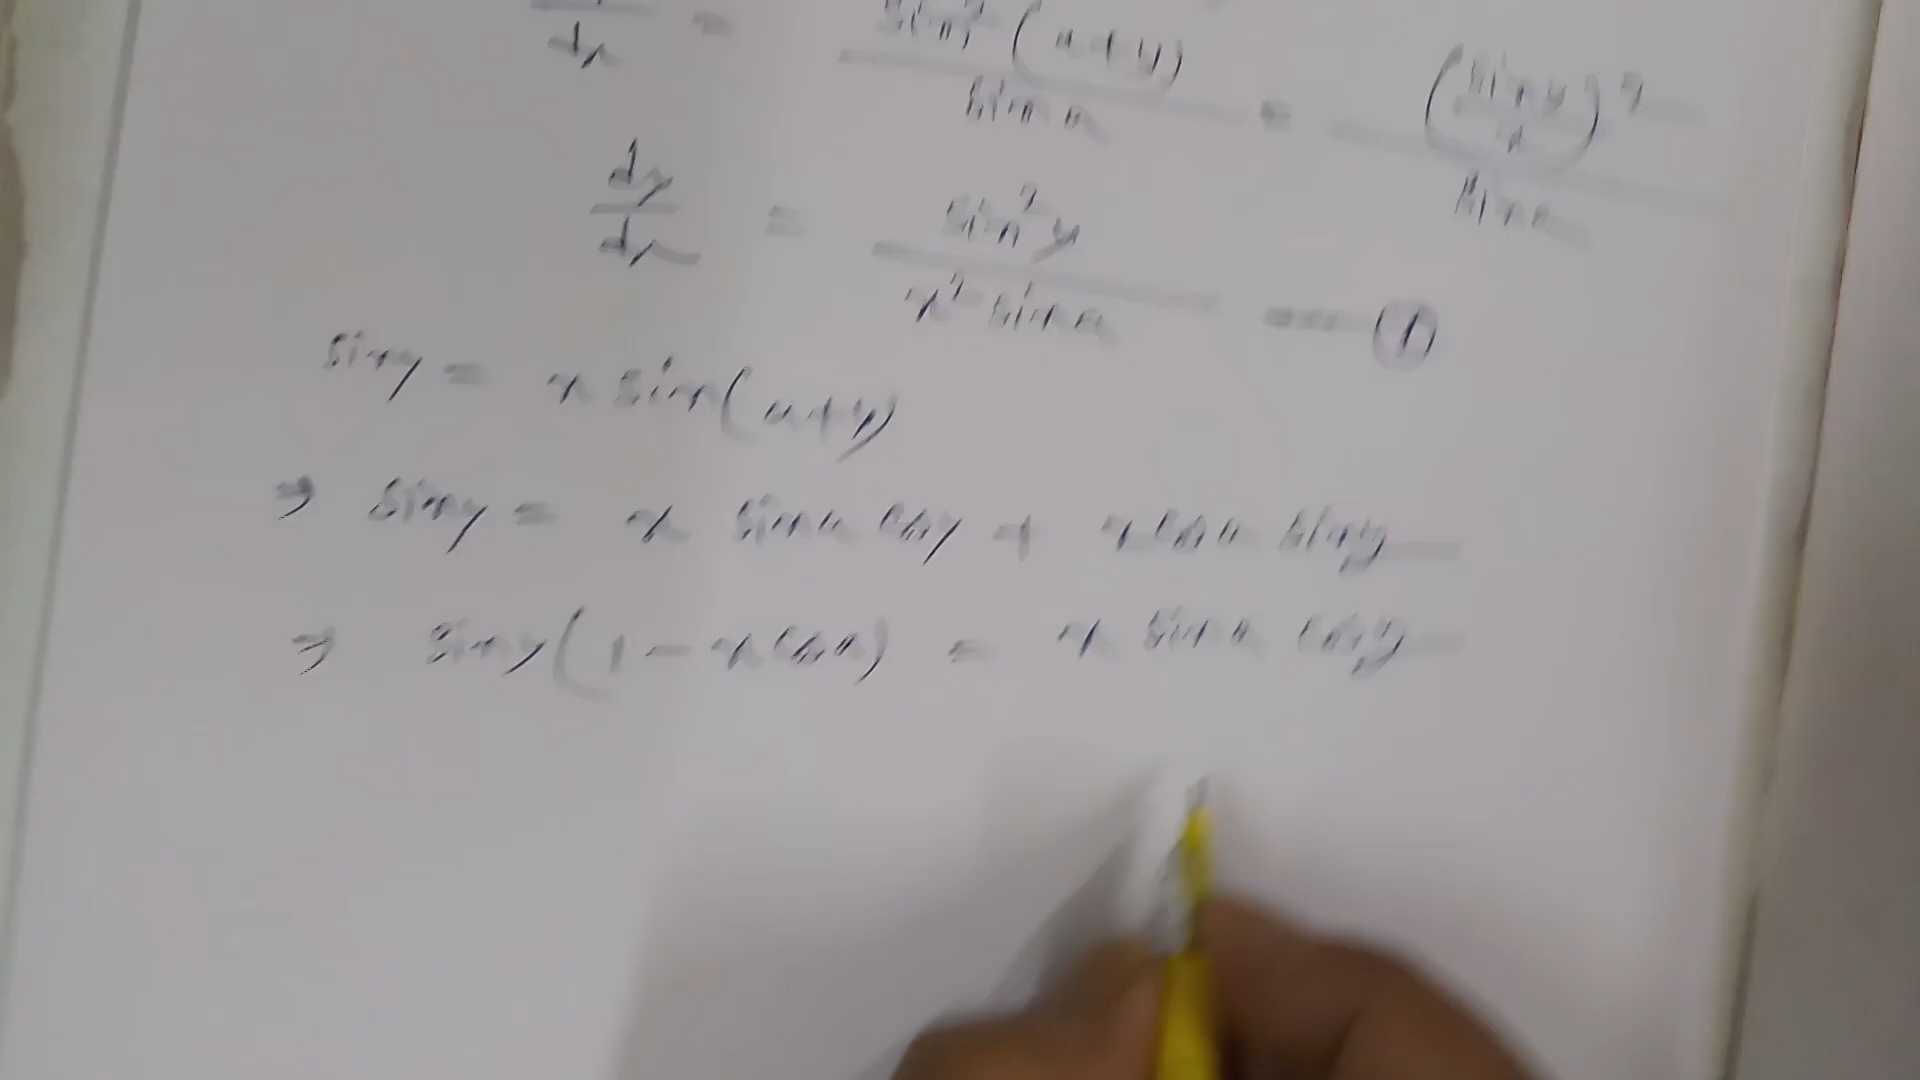 dy/dx = sin²(a+y)/sin a = (sin y/x)²/sin a
dy/dx = sin²y/x² sin a — (1)
sin y = x sin(a+y)
⇒ sin y = x sin a cos y + x cos a sin y
⇒ sin y(1 - x cos a) = x sin a cos y